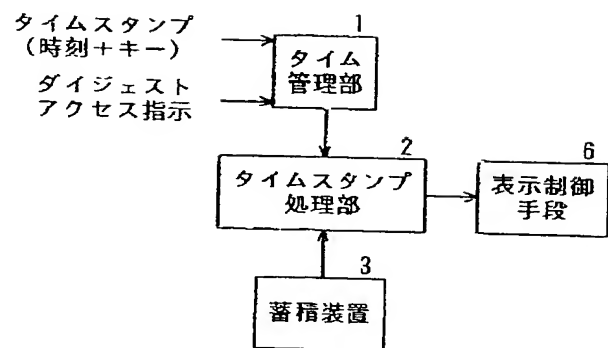 タイムスタンプ
(時刻+キー)
ダイジェスト
アクセス指示
1
タイム
管理部
2
タイムスタンプ
処理部
6
表示制御
手段
3
蓄積装置